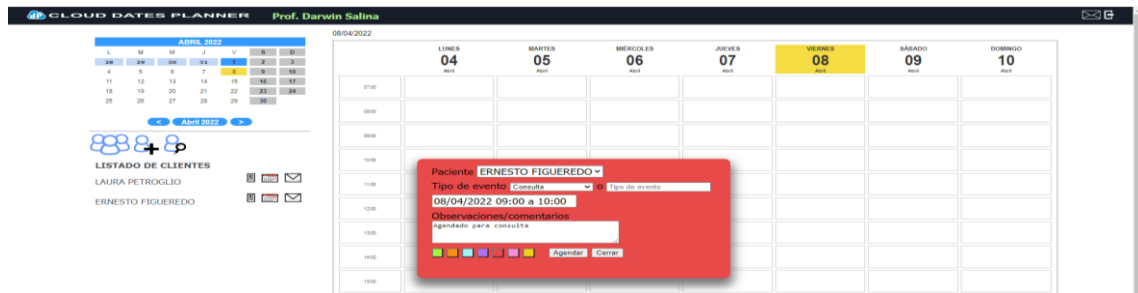 CLOUD DATES PLANNER Prof. Darwin Salina
08/04/2022
ABRIL 2022
L M M J V S D
28 29 30 31 1 2 3
4 5 6 7 8 9 10
11 12 13 14 15 16 17
18 19 20 21 22 23 24
25 26 27 28 29 30
< Abril 2022 >
LISTADO DE CLIENTES
LAURA PETROGLIO
ERNESTO FIGUEREDO
LUNES MARTES MIÉRCOLES JUEVES VIERNES SÁBADO DOMINGO
04 05 06 07 08 09 10
Abril Abril Abril Abril Abril Abril Abril
07:00
08:00
09:00
10:00
11:00
12:00
13:00
14:00
15:00
Paciente ERNESTO FIGUEREDO
Tipo de evento Consulta o Tipo de evento
08/04/2022 09:00 a 10:00
Observaciones/comentarios
Agendado para consulta
Agendar Cerrar